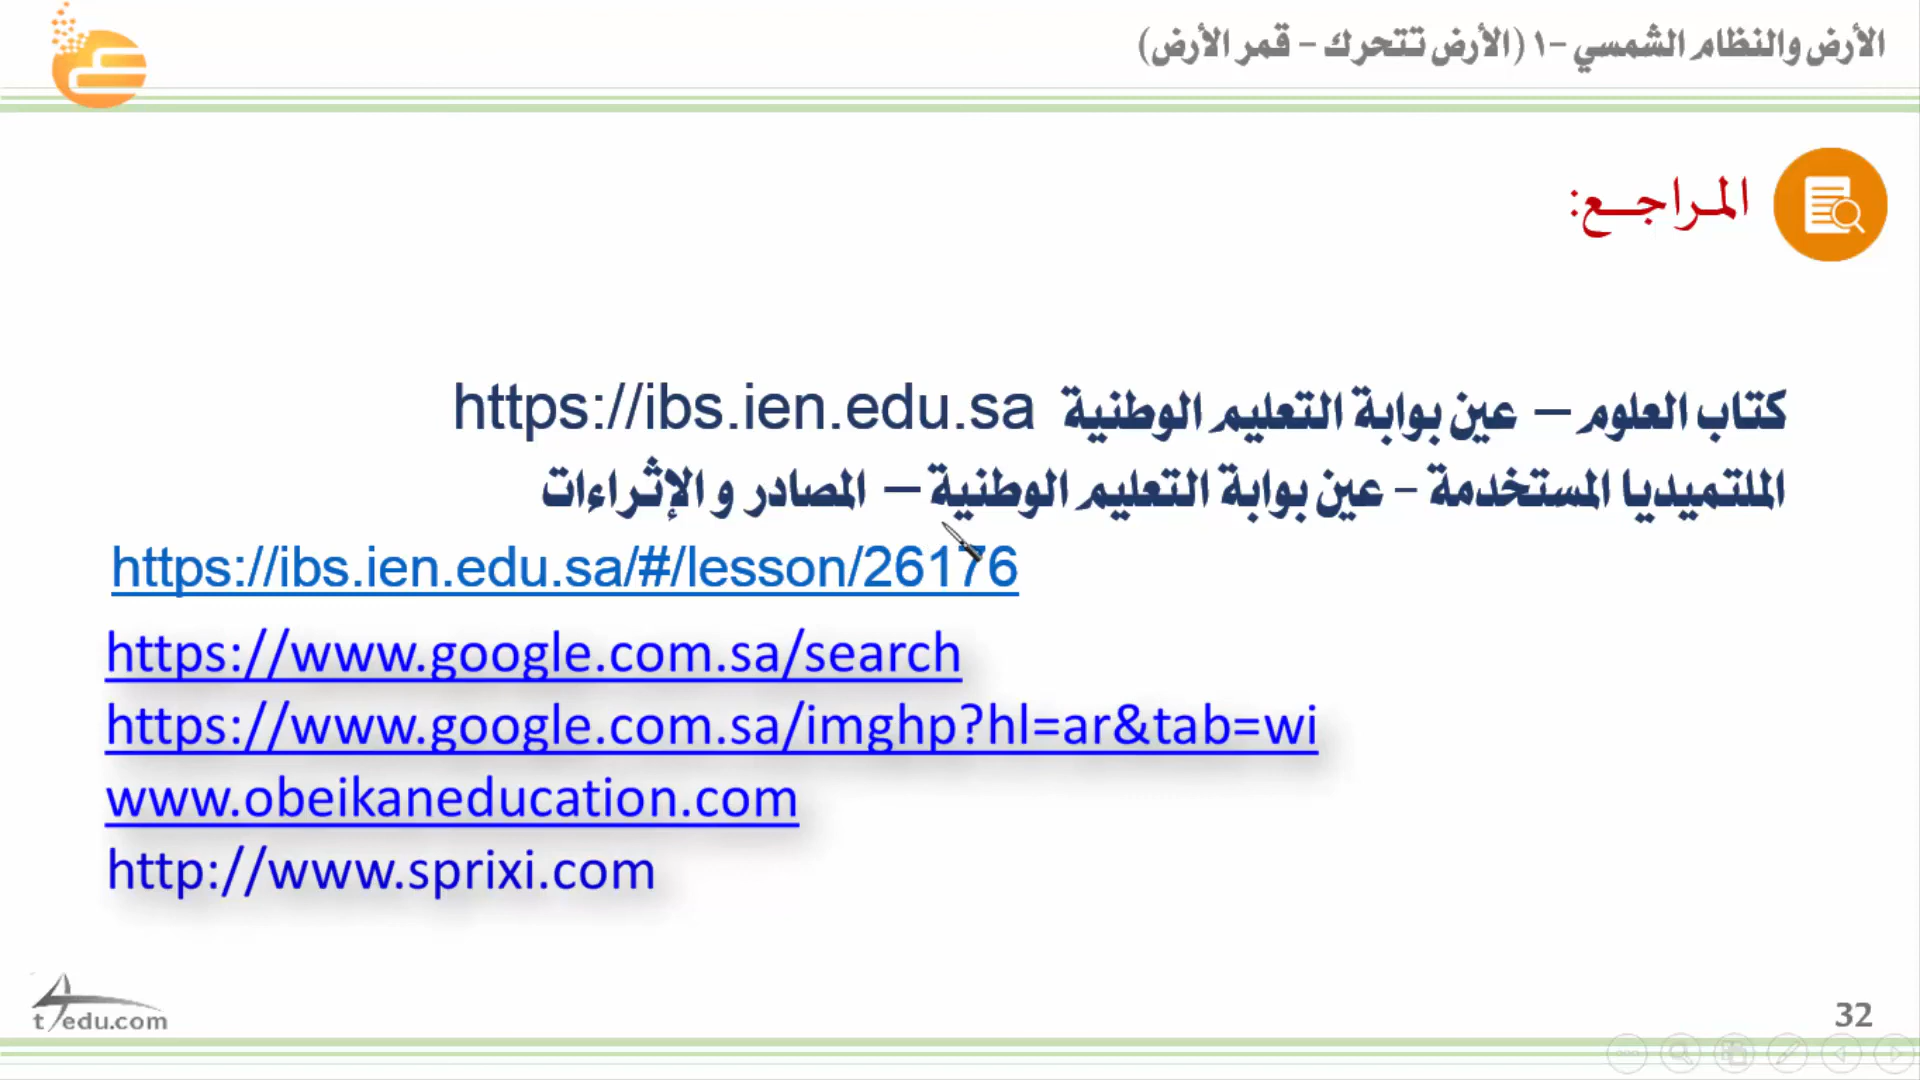 الأرض والنظام الشمسي -١ (الأرض تتحرك - قمر الأرض)
المراجـــع:
كتاب العلوم – عين بوابة التعليم الوطنية https://ibs.ien.edu.sa
الملتميديا المستخدمة - عين بوابة التعليم الوطنية – المصادر و الإثراءات
https://ibs.ien.edu.sa/#/lesson/26176
https://www.google.com.sa/search
https://www.google.com.sa/imghp?hl=ar&tab=wi
www.obeikaneducation.com
http://www.sprixi.com
t4edu.com
32